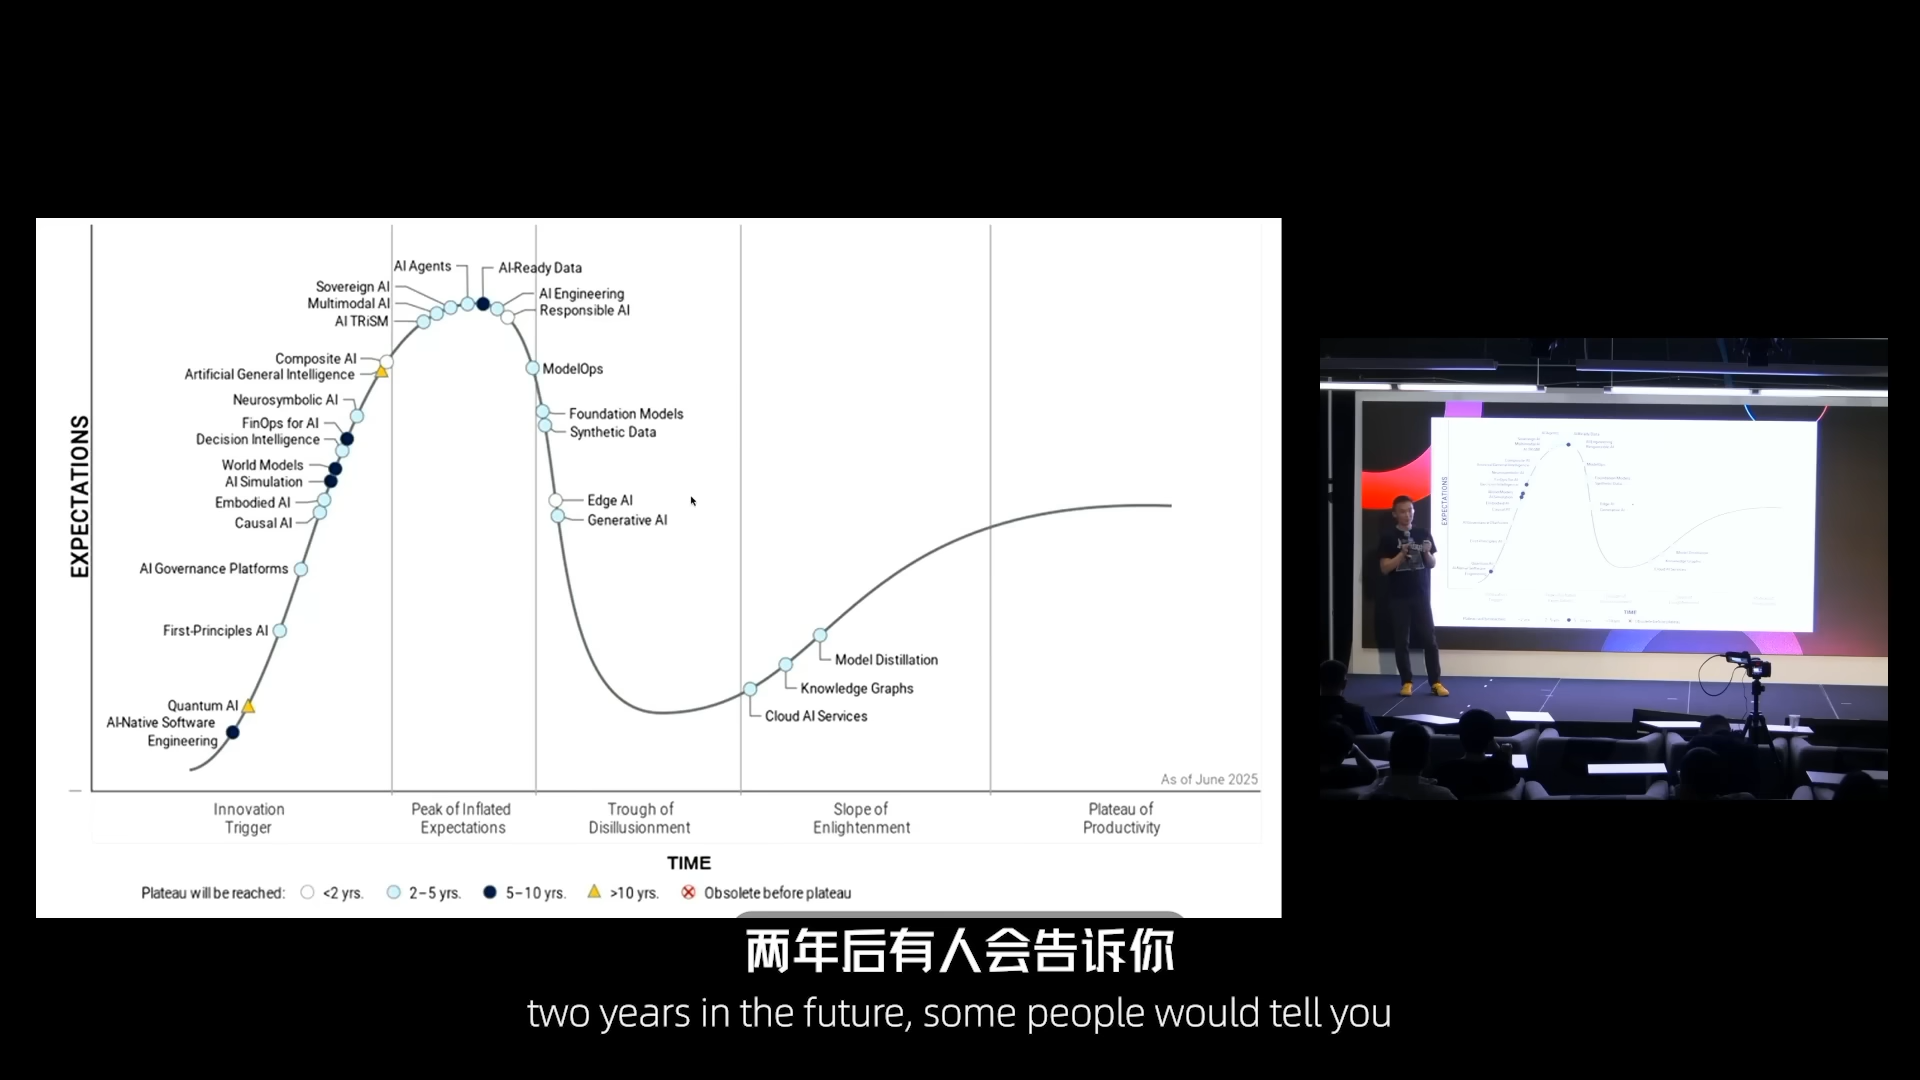 AI Agents
AI-Ready Data
Sovereign AI
AI Engineering
Multimodal AI
Responsible AI
AI TRiSM
Composite AI
Artificial General Intelligence
ModelOps
Neurosymbolic AI
Foundation Models
FinOps for AI
Synthetic Data
Decision Intelligence
World Models
AI Simulation
Embodied AI
Edge AI
Causal AI
Generative AI
AI Governance Platforms
First-Principles AI
Model Distillation
Knowledge Graphs
Quantum AI
Cloud AI Services
AI-Native Software
Engineering
EXPECTATIONS
As of June 2025
Innovation
Trigger
Peak of Inflated
Expectations
Trough of
Disillusionment
Slope of
Enlightenment
Plateau of
Productivity
TIME
Plateau will be reached: <2 yrs. 2–5 yrs. 5–10 yrs. >10 yrs. Obsolete before plateau
EXPECTATIONS
TIME
两年后有人会告诉你
two years in the future, some people would tell you